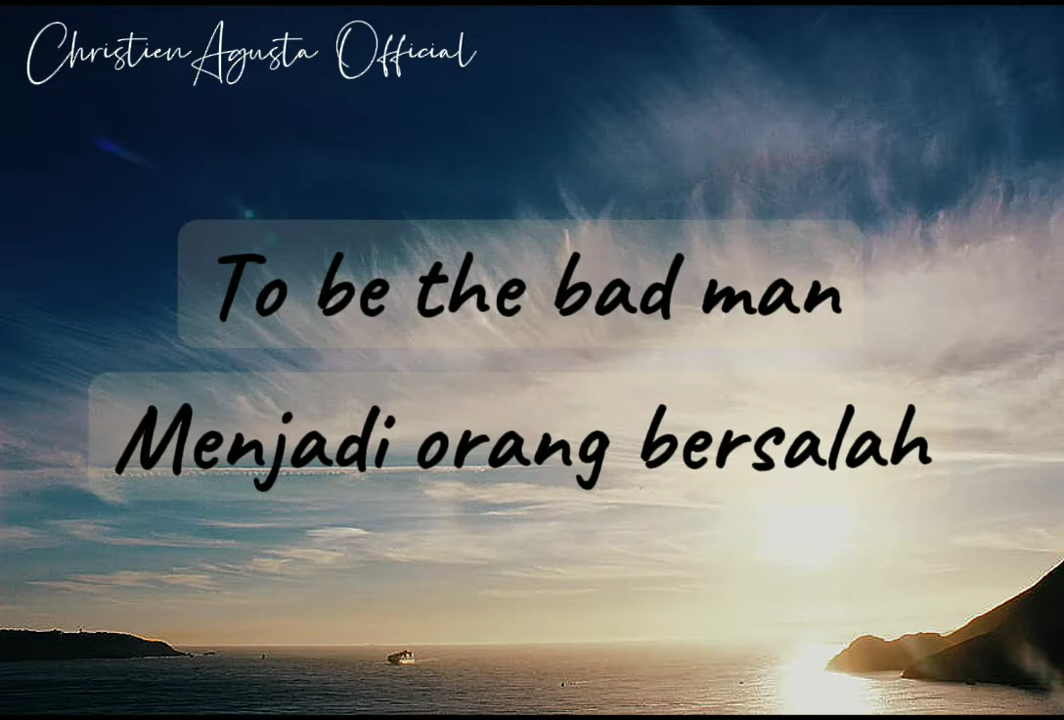 Christien Agusta Official
To be the bad man
Menjadi orang bersalah